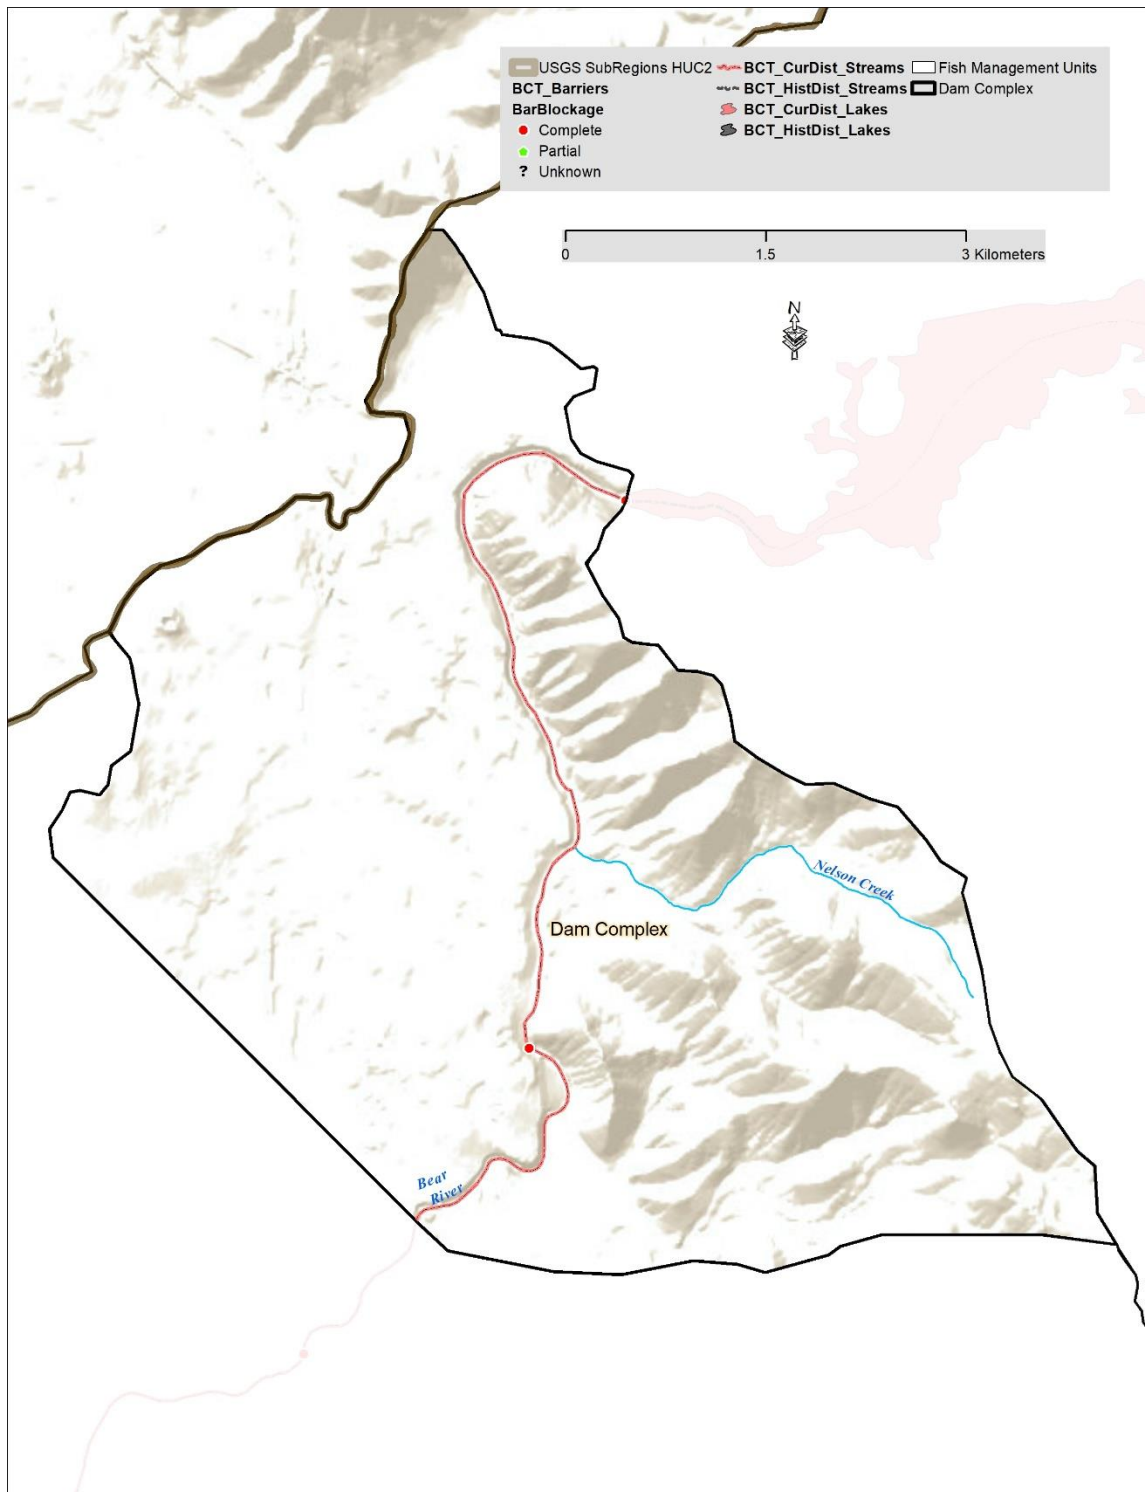 USGS SubRegions HUC2
BCT_Barriers
BarBlockage
Complete
Partial
? Unknown
BCT_CurDist_Streams
BCT_HistDist_Streams
BCT_CurDist_Lakes
BCT_HistDist_Lakes
Fish Management Units
Dam Complex
0 1.5 3 Kilometers
N
Nelson Creek
Dam Complex
Bear
River